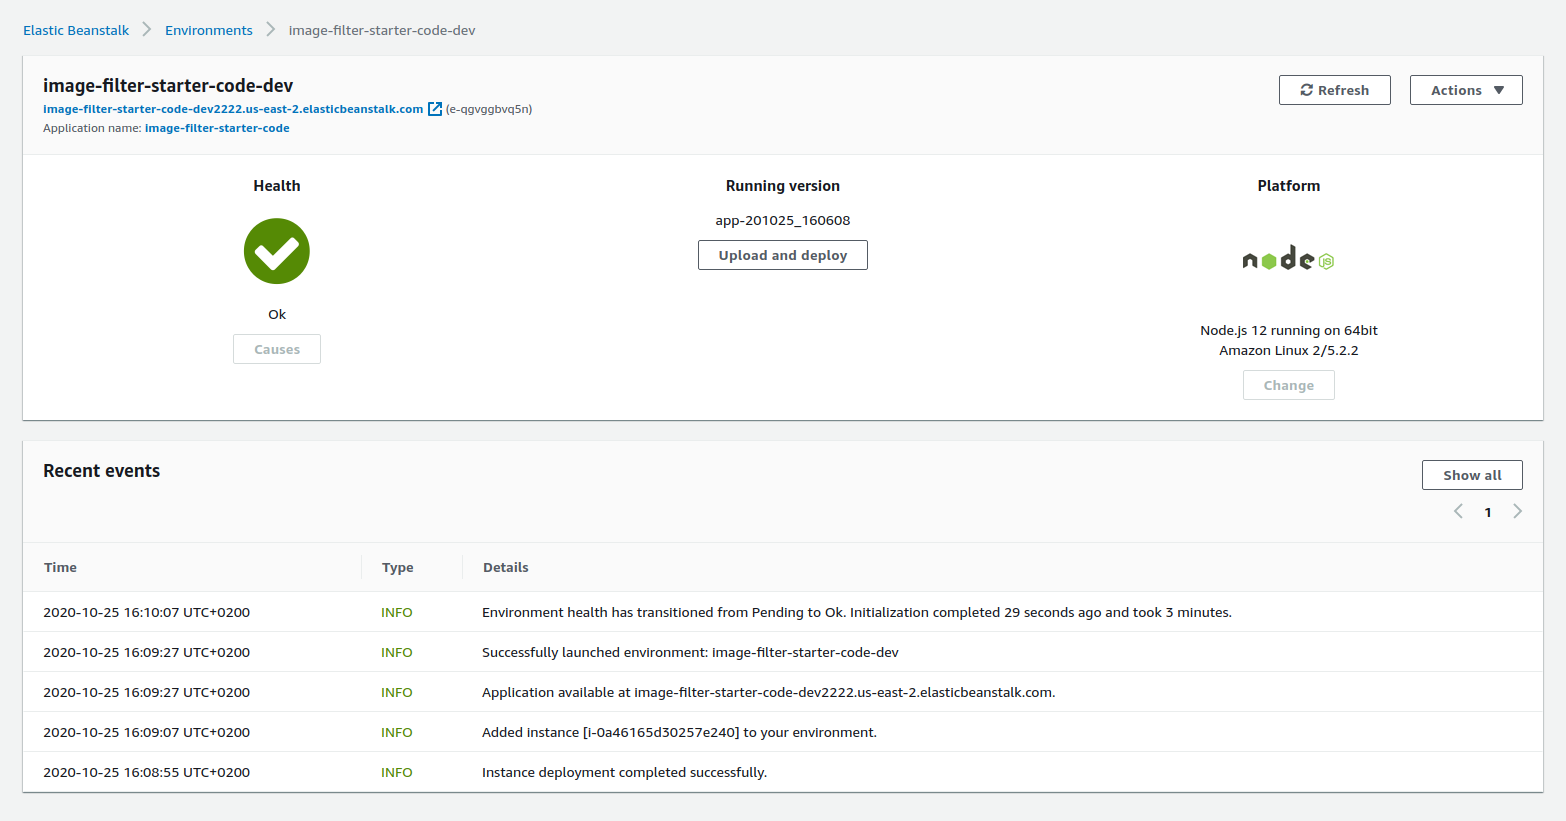 Elastic Beanstalk > Environments > image-filter-starter-code-dev
image-filter-starter-code-dev
Refresh
Actions
image-filter-starter-code-dev2222.us-east-2.elasticbeanstalk.com (e-qgvggbvq5n)
Application name: image-filter-starter-code
Health
Ok
Causes
Running version
app-201025_160608
Upload and deploy
Platform
node JS
Node.js 12 running on 64bit
Amazon Linux 2/5.2.2
Change
Recent events
Show all
1
Time Type Details
2020-10-25 16:10:07 UTC+0200 INFO Environment health has transitioned from Pending to Ok. Initialization completed 29 seconds ago and took 3 minutes.
2020-10-25 16:09:27 UTC+0200 INFO Successfully launched environment: image-filter-starter-code-dev
2020-10-25 16:09:27 UTC+0200 INFO Application available at image-filter-starter-code-dev2222.us-east-2.elasticbeanstalk.com.
2020-10-25 16:09:07 UTC+0200 INFO Added instance [i-0a46165d30257e240] to your environment.
2020-10-25 16:08:55 UTC+0200 INFO Instance deployment completed successfully.